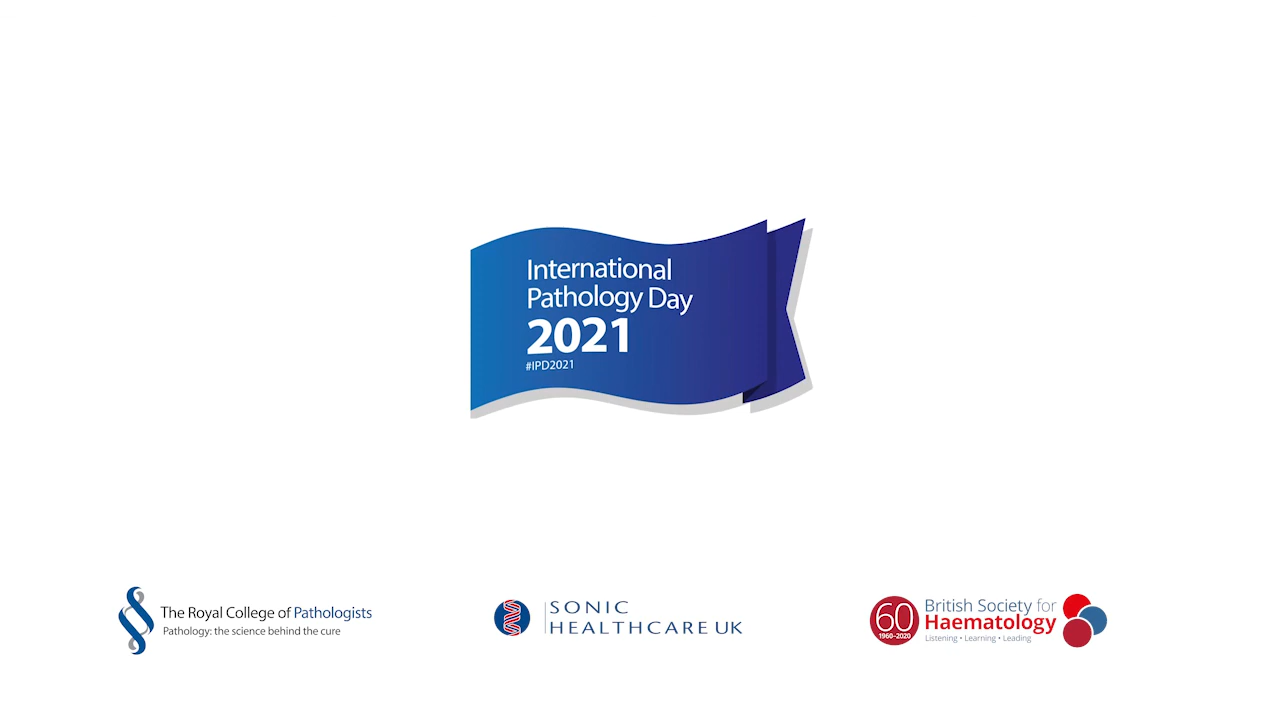 International
Pathology Day
2021
#IPD2021
The Royal College of Pathologists
Pathology: the science behind the cure
SONIC
HEALTHCARE UK
60
1960-2020
British Society for
Haematology
Listening • Learning • Leading